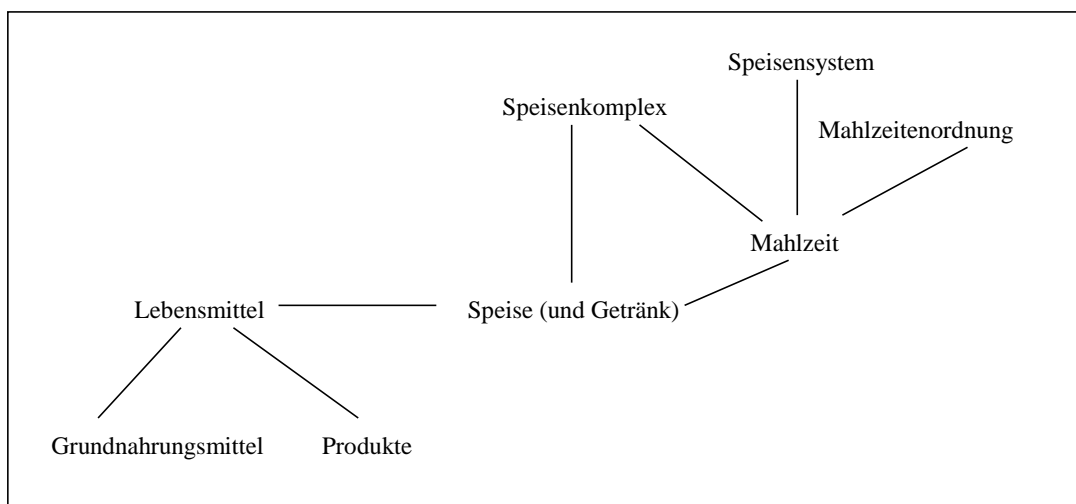 Speisensystem
Speisenkomplex
Mahlzeitenordnung
Mahlzeit
Lebensmittel
Speise (und Getränk)
Grundnahrungsmittel
Produkte